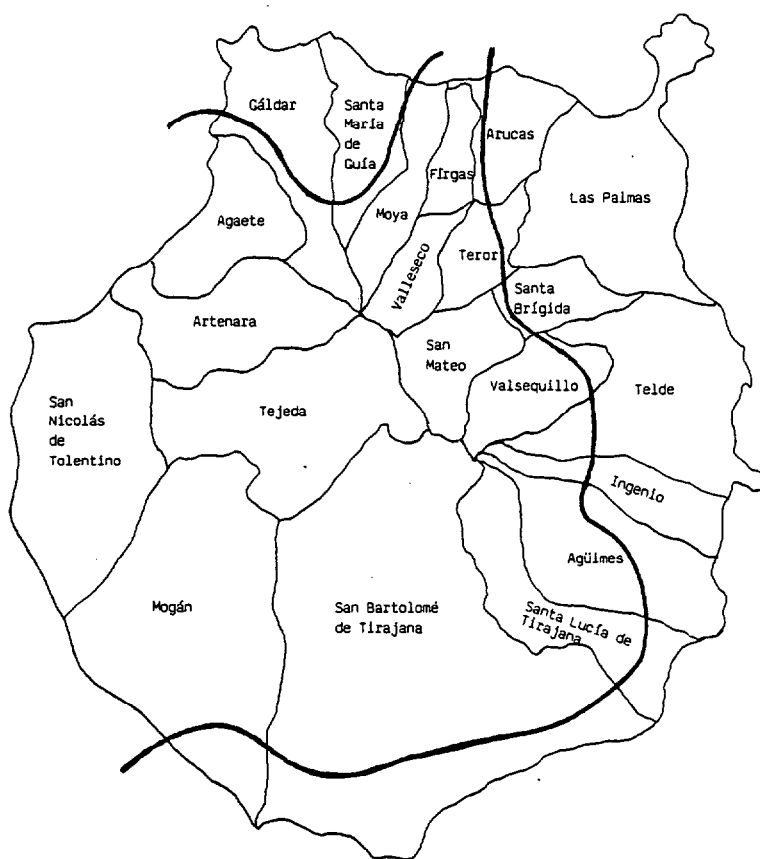 Gáldar
Santa
María
de
Guía
Arucas
Firgas
Las Palmas
Moya
Agaete
Teror
Valleseco
Santa
Brígida
Artenara
San
Mateo
Valsequillo
Telde
San
Nicolás
de
Tolentino
Tejeda
Ingenio
Agüimes
Mogán
San Bartolomé
de Tirajana
Santa Lucía de
Tirajana